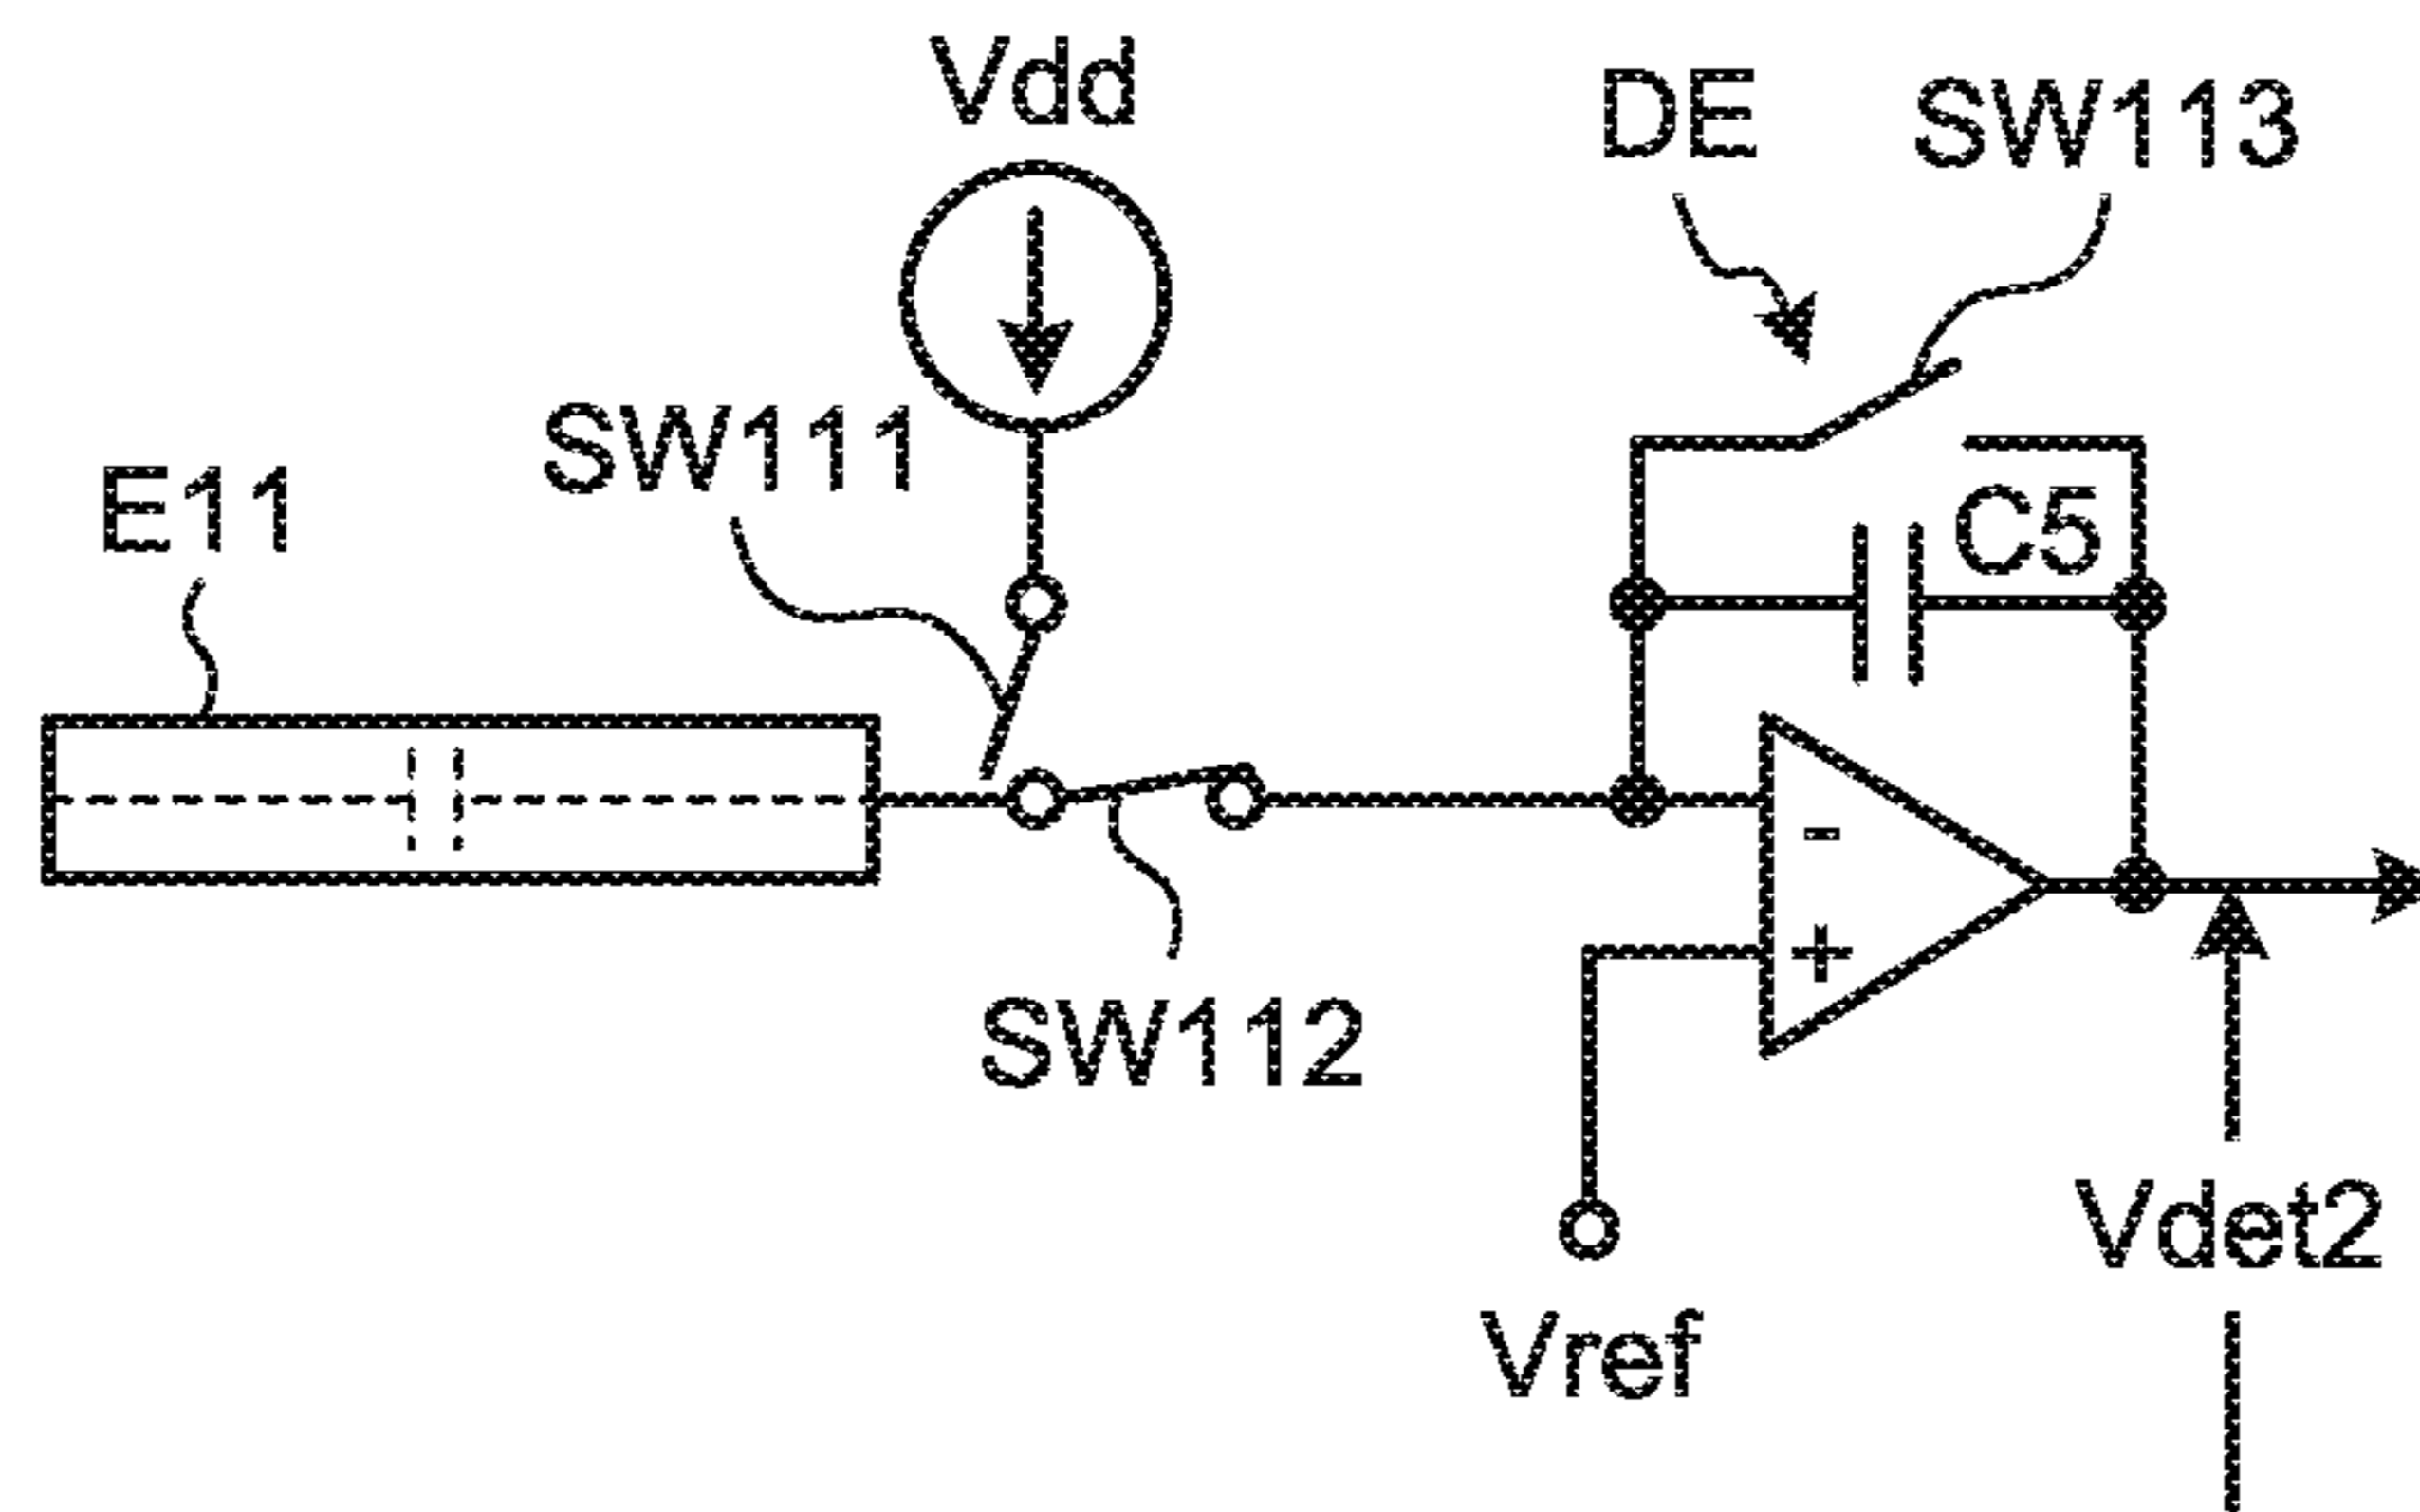 Vdd
DE
SW113
SW111
E11
C5
-
+
SW112
Vdet2
Vref